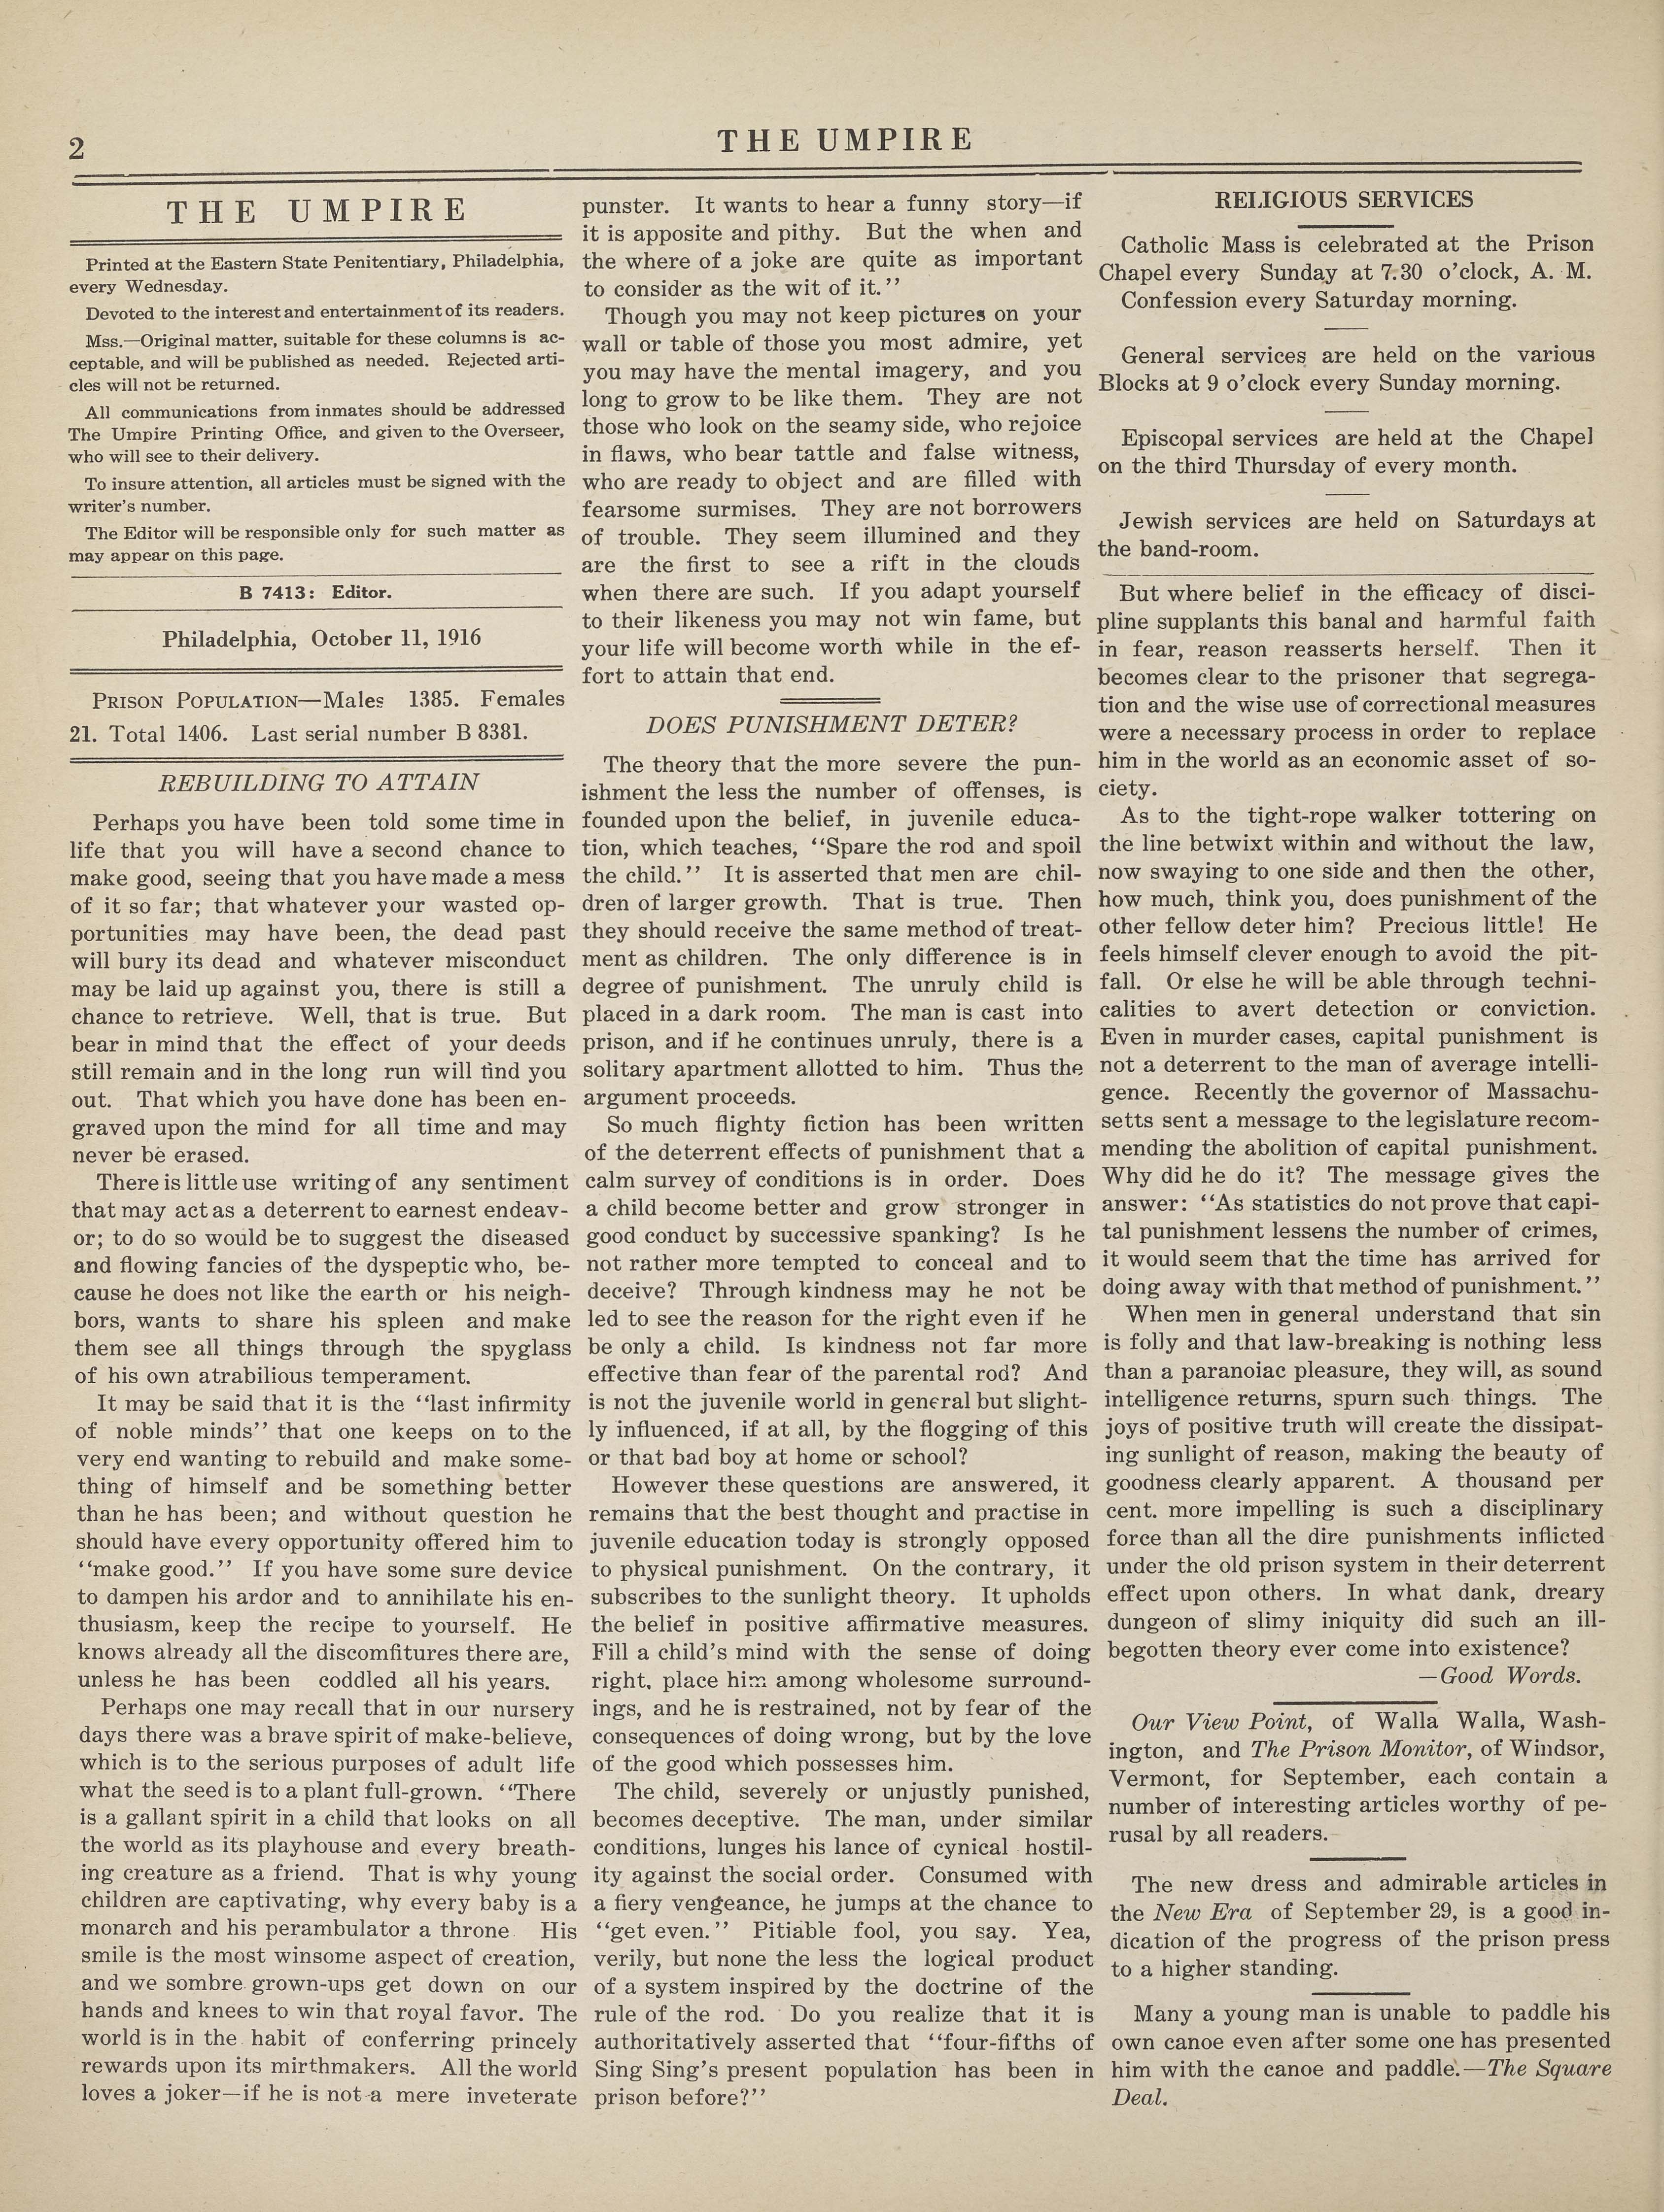 2
THE UMPIRE
THE UMPIRE
Printed at the Eastern State Penitentiary, Philadelphia,
every Wednesday.
Devoted to the interest and entertainment of its readers.
Mss.—Original matter, suitable for these columns is ac-
ceptable, and will be published as needed. Rejected arti-
cles will not be returned.
All communications from inmates should be addressed
The Umpire Printing Office, and given to the Overseer,
who will see to their delivery.
To insure attention, all articles must be signed with the
writer's number.
The Editor will be responsible only for such matter as
may appear on this page.
B 7413: Editor.
Philadelphia, October 11, 1916
PRISON POPULATION—Males 1385. Females
21. Total 1406. Last serial number B 8381.
REBUILDING TO ATTAIN
Perhaps you have been told some time in
life that you will have a second chance to
make good, seeing that you have made a mess
of it so far; that whatever your wasted op-
portunities may have been, the dead past
will bury its dead and whatever misconduct
may be laid up against you, there is still a
chance to retrieve. Well, that is true. But
bear in mind that the effect of your deeds
still remain and in the long run will find you
out. That which you have done has been en-
graved upon the mind for all time and may
never be erased.
There is little use writing of any sentiment
that may act as a deterrent to earnest endeav-
or; to do so would be to suggest the diseased
and flowing fancies of the dyspeptic who, be-
cause he does not like the earth or his neigh-
bors, wants to share his spleen and make
them see all things through the spyglass
of his own atrabilious temperament.
It may be said that it is the "last infirmity
of noble minds" that one keeps on to the
very end wanting to rebuild and make some-
thing of himself and be something better
than he has been; and without question he
should have every opportunity offered him to
"make good." If you have some sure device
to dampen his ardor and to annihilate his en-
thusiasm, keep the recipe to yourself. He
knows already all the discomfitures there are,
unless he has been coddled all his years.
Perhaps one may recall that in our nursery
days there was a brave spirit of make-believe,
which is to the serious purposes of adult life
what the seed is to a plant full-grown. "There
is a gallant spirit in a child that looks on all
the world as its playhouse and every breath-
ing creature as a friend. That is why young
children are captivating, why every baby is a
monarch and his perambulator a throne. His
smile is the most winsome aspect of creation,
and we sombre grown-ups get down on our
hands and knees to win that royal favor. The
world is in the habit of conferring princely
rewards upon its mirthmakers. All the world
loves a joker—if he is not a mere inveterate
punster. It wants to hear a funny story—if
it is apposite and pithy. But the when and
the where of a joke are quite as important
to consider as the wit of it."
Though you may not keep pictures on your
wall or table of those you most admire, yet
you may have the mental imagery, and you
long to grow to be like them. They are not
those who look on the seamy side, who rejoice
in flaws, who bear tattle and false witness,
who are ready to object and are filled with
fearsome surmises. They are not borrowers
of trouble. They seem illumined and they
are the first to see a rift in the clouds
when there are such. If you adapt yourself
to their likeness you may not win fame, but
your life will become worth while in the ef-
fort to attain that end.
DOES PUNISHMENT DETER?
The theory that the more severe the pun-
ishment the less the number of offenses, is
founded upon the belief, in juvenile educa-
tion, which teaches, "Spare the rod and spoil
the child." It is asserted that men are chil-
dren of larger growth. That is true. Then
they should receive the same method of treat-
ment as children. The only difference is in
degree of punishment. The unruly child is
placed in a dark room. The man is cast into
prison, and if he continues unruly, there is a
solitary apartment allotted to him. Thus the
argument proceeds.
So much flighty fiction has been written
of the deterrent effects of punishment that a
calm survey of conditions is in order. Does
a child become better and grow stronger in
good conduct by successive spanking? Is he
not rather more tempted to conceal and to
deceive? Through kindness may he not be
led to see the reason for the right even if he
be only a child. Is kindness not far more
effective than fear of the parental rod? And
is not the juvenile world in general but slight-
ly influenced, if at all, by the flogging of this
or that bad boy at home or school?
However these questions are answered, it
remains that the best thought and practise in
juvenile education today is strongly opposed
to physical punishment. On the contrary, it
subscribes to the sunlight theory. It upholds
the belief in positive affirmative measures.
Fill a child's mind with the sense of doing
right, place him among wholesome surround-
ings, and he is restrained, not by fear of the
consequences of doing wrong, but by the love
of the good which possesses him.
The child, severely or unjustly punished,
becomes deceptive. The man, under similar
conditions, lunges his lance of cynical hostil-
ity against the social order. Consumed with
a fiery vengeance, he jumps at the chance to
"get even." Pitiable fool, you say. Yea,
verily, but none the less the logical product
of a system inspired by the doctrine of the
rule of the rod. Do you realize that it is
authoritatively asserted that "four-fifths of
Sing Sing's present population has been in
prison before?"
RELIGIOUS SERVICES
Catholic Mass is celebrated at the Prison
Chapel every Sunday at 7.30 o'clock, A. M.
Confession every Saturday morning.
General services are held on the various
Blocks at 9 o'clock every Sunday morning.
Episcopal services are held at the Chapel
on the third Thursday of every month.
Jewish services are held on Saturdays at
the band-room.
But where belief in the efficacy of disci-
pline supplants this banal and harmful faith
in fear, reason reasserts herself. Then it
becomes clear to the prisoner that segrega-
tion and the wise use of correctional measures
were a necessary process in order to replace
him in the world as an economic asset of so-
ciety.
As to the tight-rope walker tottering on
the line betwixt within and without the law,
now swaying to one side and then the other,
how much, think you, does punishment of the
other fellow deter him? Precious little! He
feels himself clever enough to avoid the pit-
fall. Or else he will be able through techni-
calities to avert detection or conviction.
Even in murder cases, capital punishment is
not a deterrent to the man of average intelli-
gence. Recently the governor of Massachu-
setts sent a message to the legislature recom-
mending the abolition of capital punishment.
Why did he do it? The message gives the
answer: "As statistics do not prove that capi-
tal punishment lessens the number of crimes,
it would seem that the time has arrived for
doing away with that method of punishment."
When men in general understand that sin
is folly and that law-breaking is nothing less
than a paranoiac pleasure, they will, as sound
intelligence returns, spurn such things. The
joys of positive truth will create the dissipat-
ing sunlight of reason, making the beauty of
goodness clearly apparent. A thousand per
cent. more impelling is such a disciplinary
force than all the dire punishments inflicted
under the old prison system in their deterrent
effect upon others. In what dank, dreary
dungeon of slimy iniquity did such an ill-
begotten theory ever come into existence?
—Good Words.
Our View Point, of Walla Walla, Wash-
ington, and The Prison Monitor, of Windsor,
Vermont, for September, each contain a
number of interesting articles worthy of pe-
rusal by all readers.
The new dress and admirable articles in
the New Era of September 29, is a good in-
dication of the progress of the prison press
to a higher standing.
Many a young man is unable to paddle his
own canoe even after some one has presented
him with the canoe and paddle.—The Square
Deal.